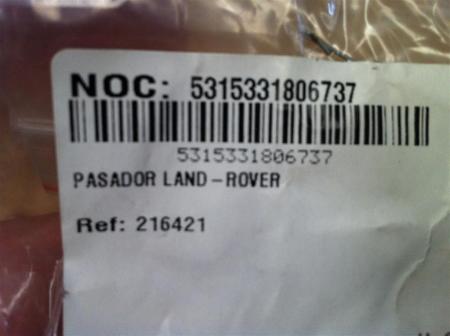 NOC: 5315331806737
5315331806737
PASADOR LAND-ROVER
Ref: 216421